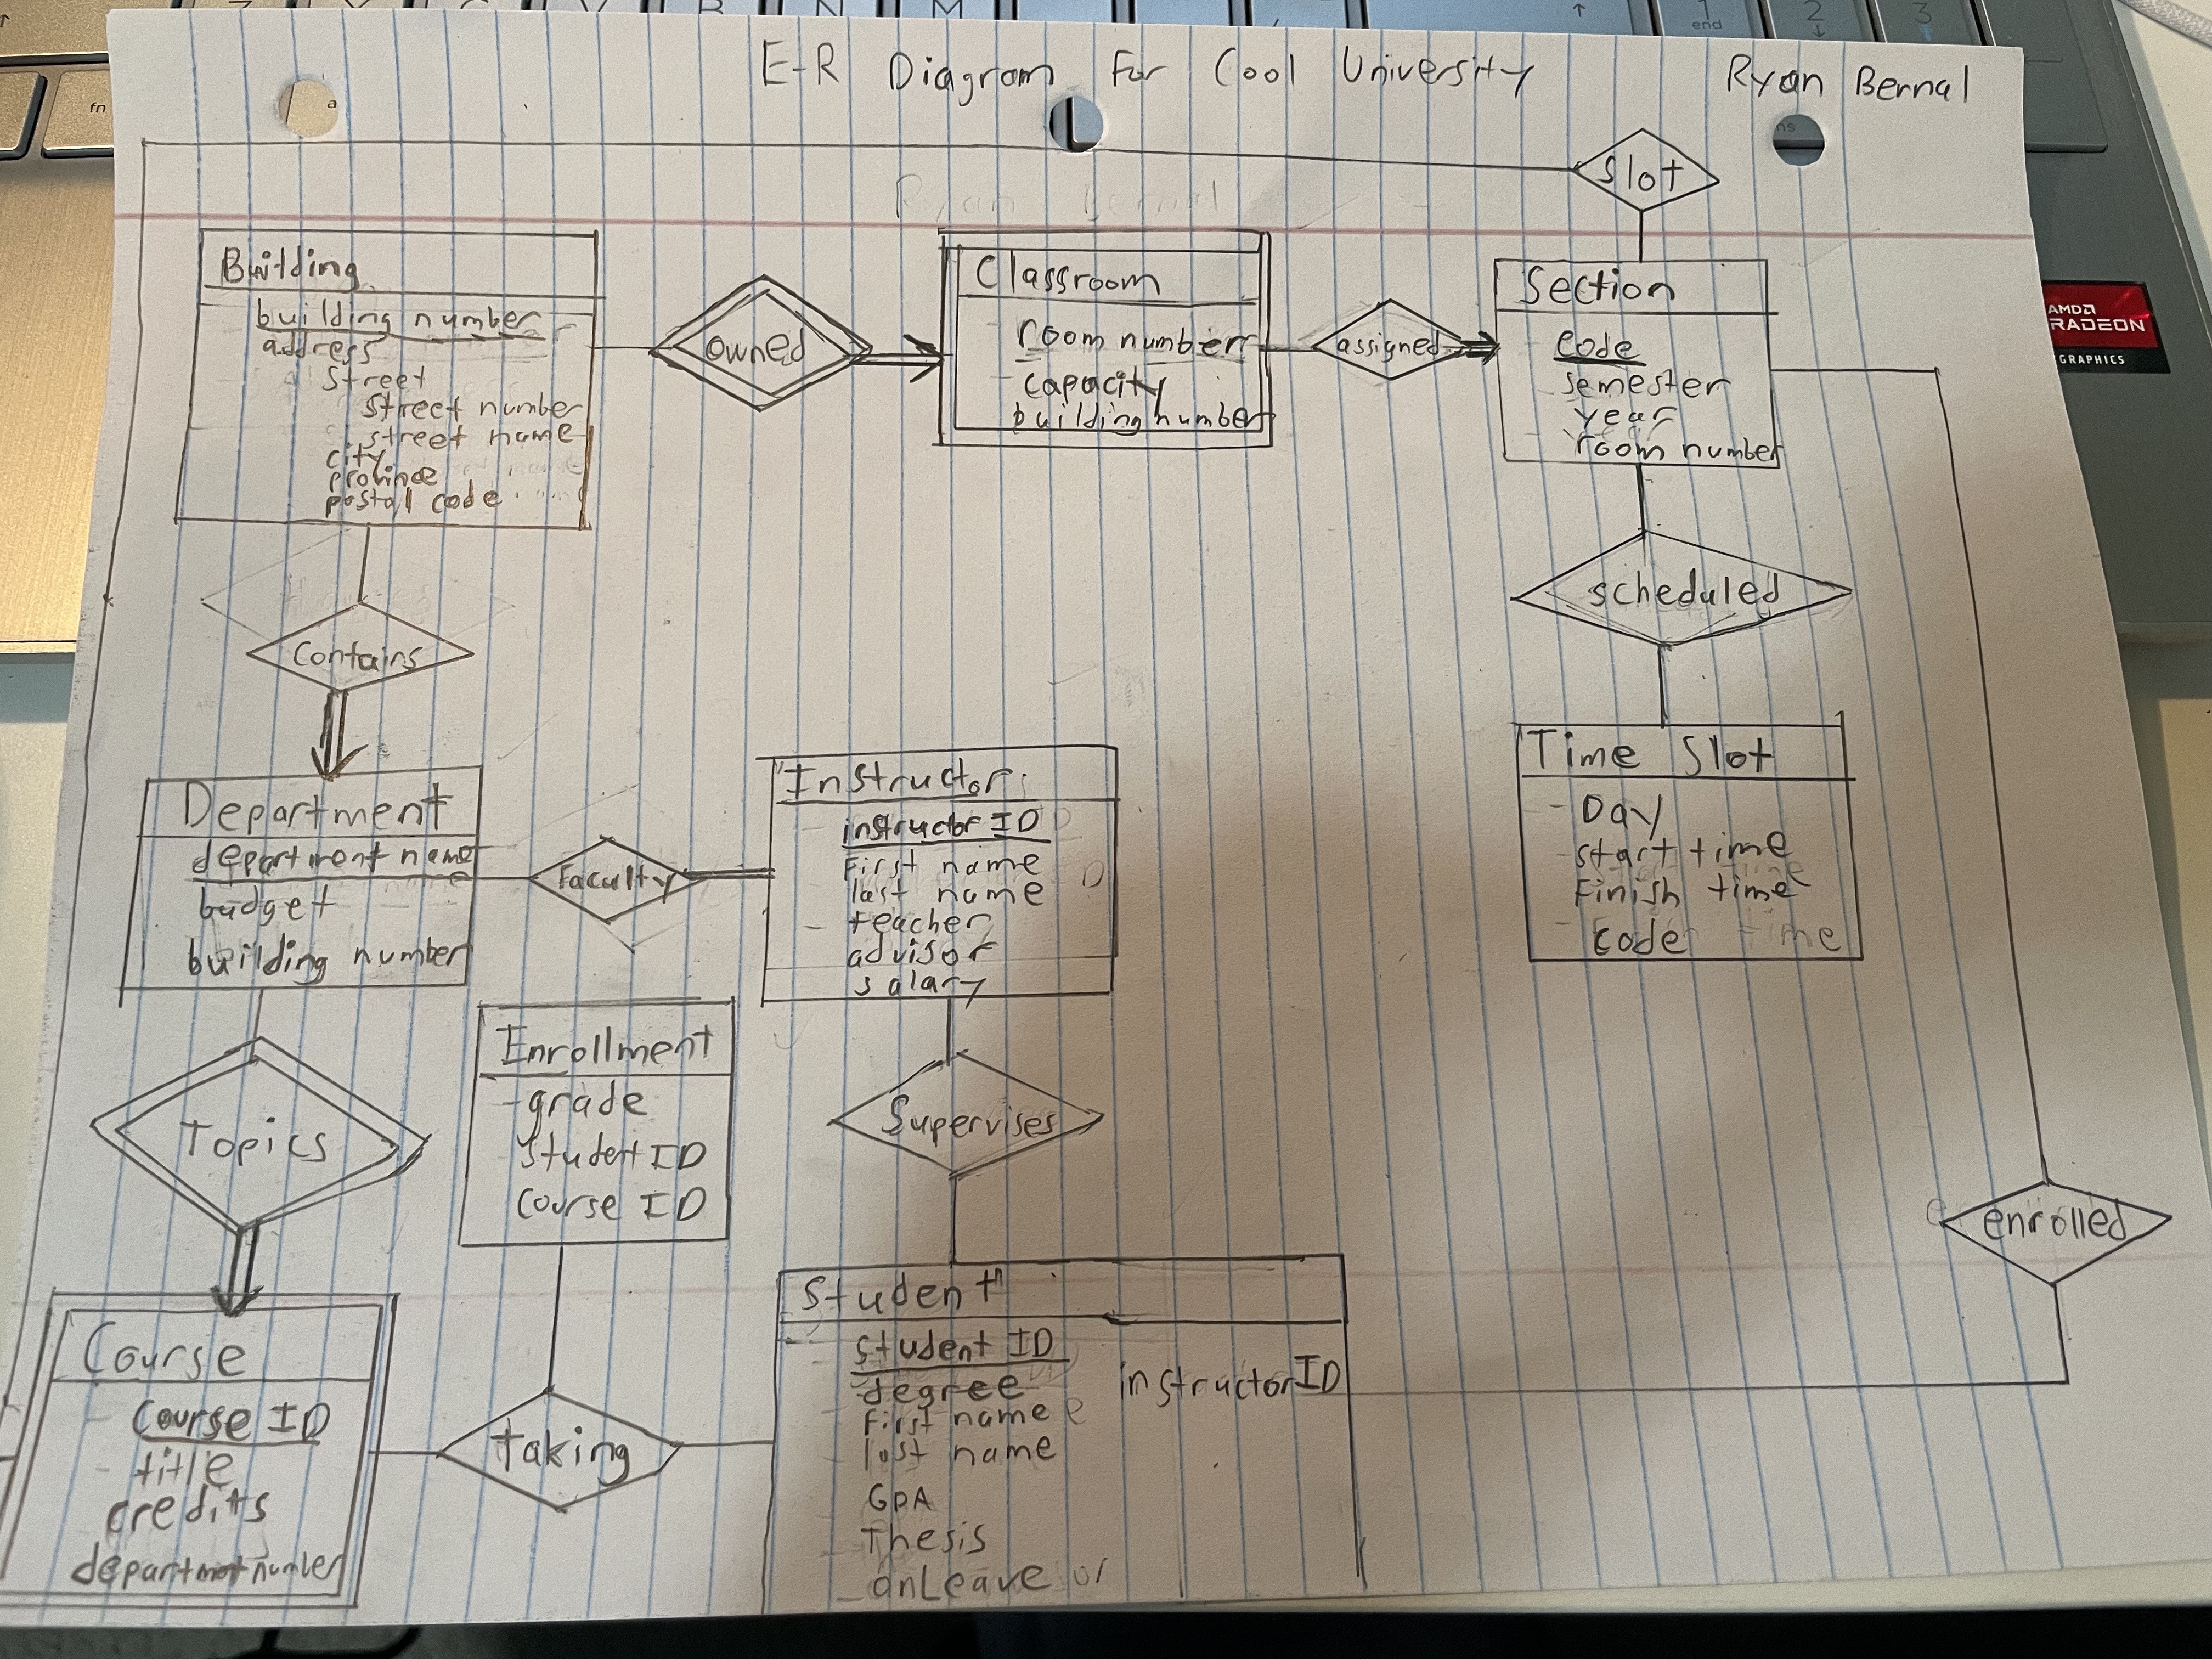 E-R Diagram For Cool University Ryan Bernal
Slot
Building
building number
address
street
street number
street name
city
province
postal code
owned
Classroom
- room number
- capacity
building number
assigned
Section
code
- semester
year
room number
Contains
scheduled
Department
department name
budget
building number
faculty
Instructor
- instructor ID
First name
last name
- teacher
advisor
salary
Time Slot
- Day
- start time
- Finish time
- code
Topics
Enrollment
- grade
- student ID
Course ID
Supervises
Course
- Course ID
- title
- credits
department number
taking
Student
- student ID
- degree
- First name
- last name
GPA
- Thesis
- onLeave
instructor ID
enrolled
fn
end
AMD
RADEON
GRAPHICS